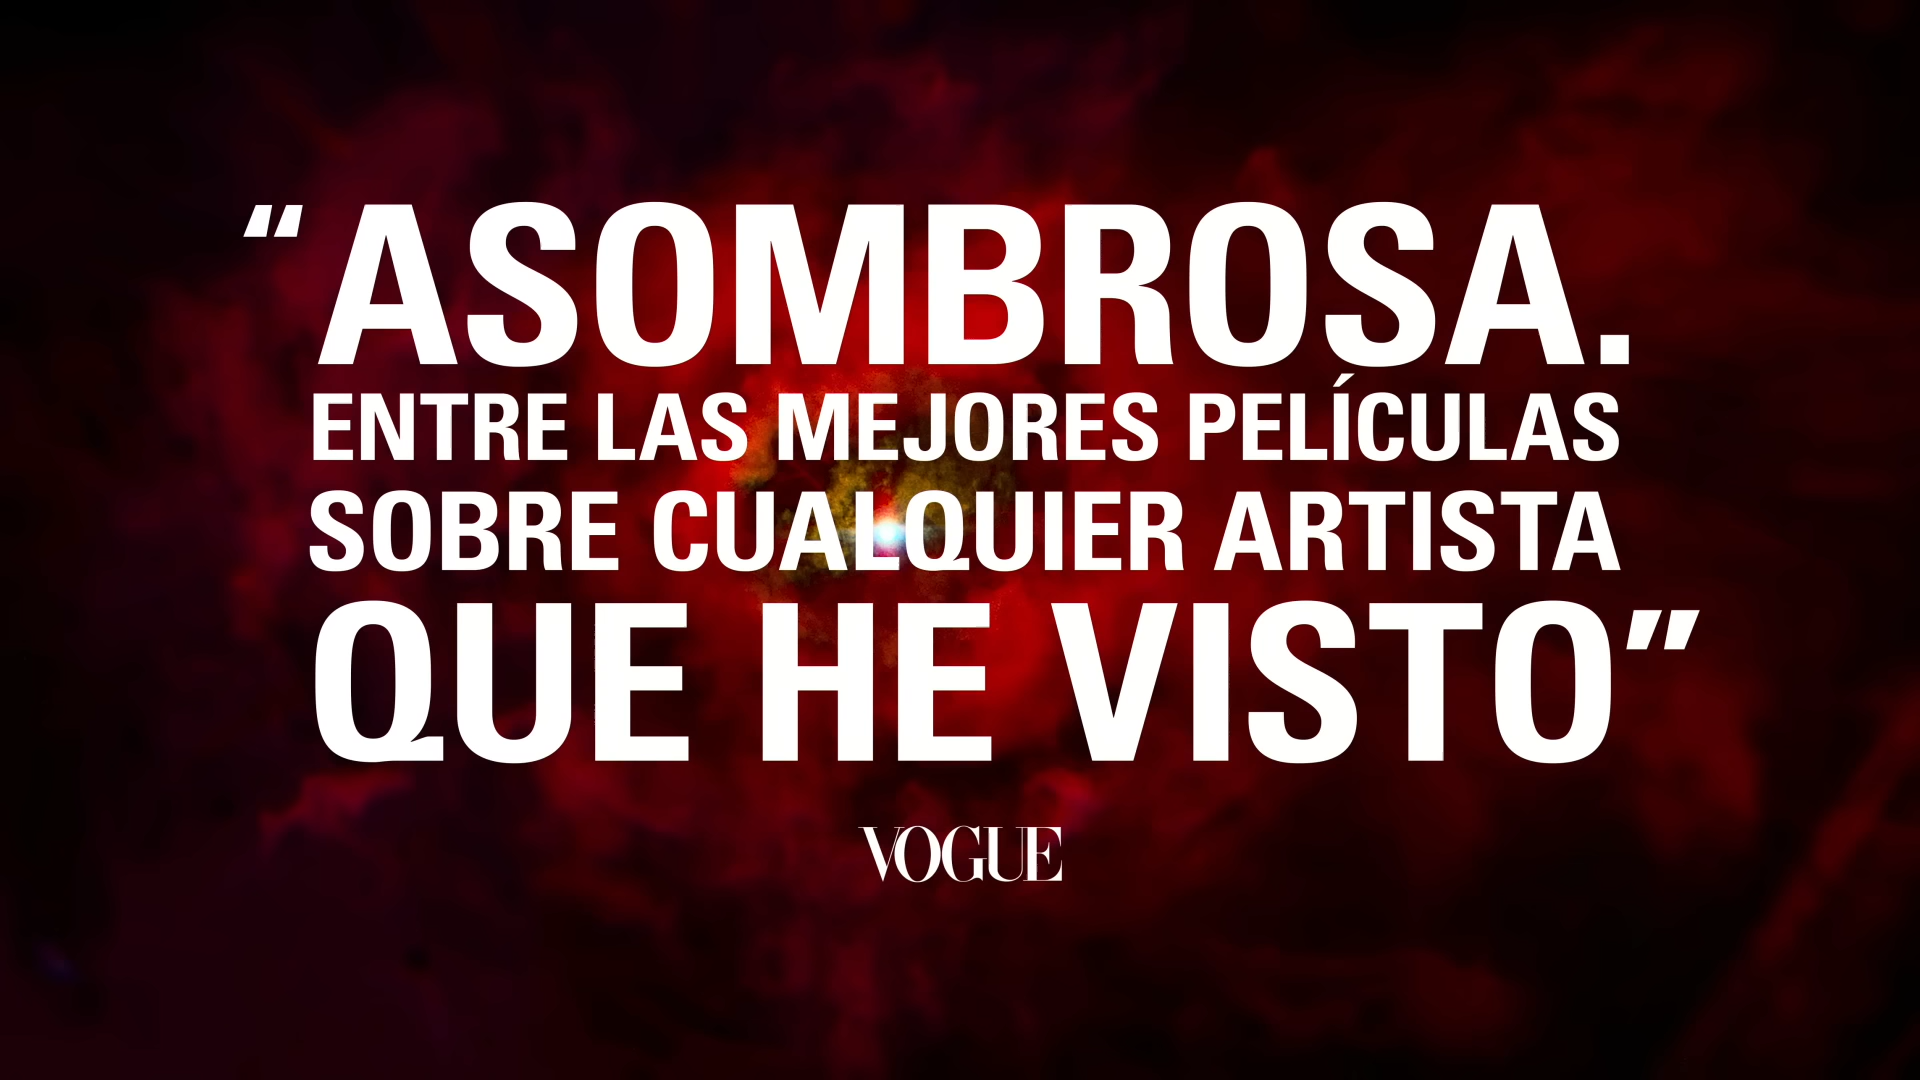 “ASOMBROSA.
ENTRE LAS MEJORES PELÍCULAS
SOBRE CUALQUIER ARTISTA
QUE HE VISTO”
VOGUE